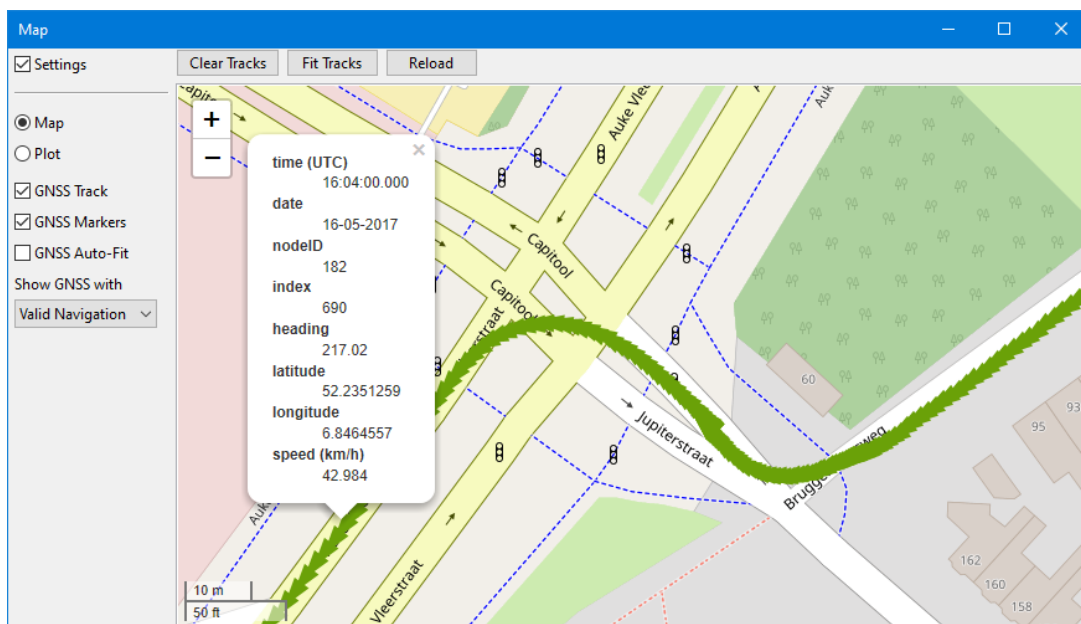 Map
Settings
Clear Tracks
Fit Tracks
Reload
Map
Plot
GNSS Track
GNSS Markers
GNSS Auto-Fit
Show GNSS with
Valid Navigation
+
−
×
time (UTC)
16:04:00.000
date
16-05-2017
nodeID
182
index
690
heading
217.02
latitude
52.2351259
longitude
6.8464557
speed (km/h)
42.984
Auke Vlee
Auk
Capitool
Capitool
Jupiterstraat
Vleerstraat
60
95
93
162
160
158
10 m
50 ft